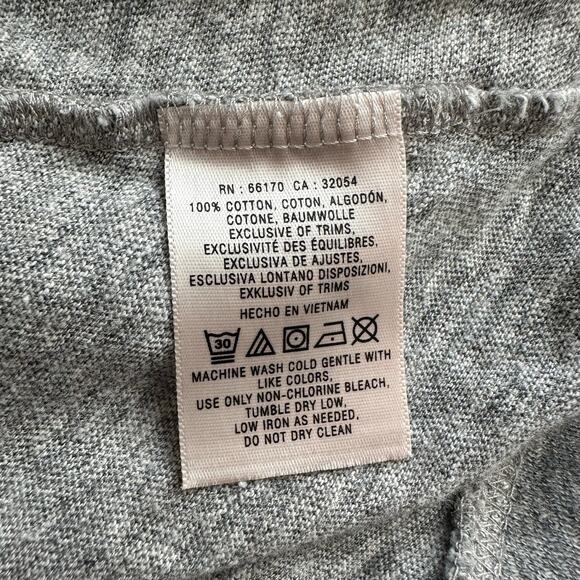 RN : 66170 CA : 32054
100% COTTON, COTON, ALGODÓN,
COTONE, BAUMWOLLE
EXCLUSIVE OF TRIMS,
EXCLUSIVITÉ DES ÉQUILIBRES,
EXCLUSIVA DE AJUSTES,
ESCLUSIVA LONTANO DISPOSIZIONI,
EXKLUSIV OF TRIMS
HECHO EN VIETNAM
30
MACHINE WASH COLD GENTLE WITH
LIKE COLORS,
USE ONLY NON-CHLORINE BLEACH,
TUMBLE DRY LOW,
LOW IRON AS NEEDED,
DO NOT DRY CLEAN